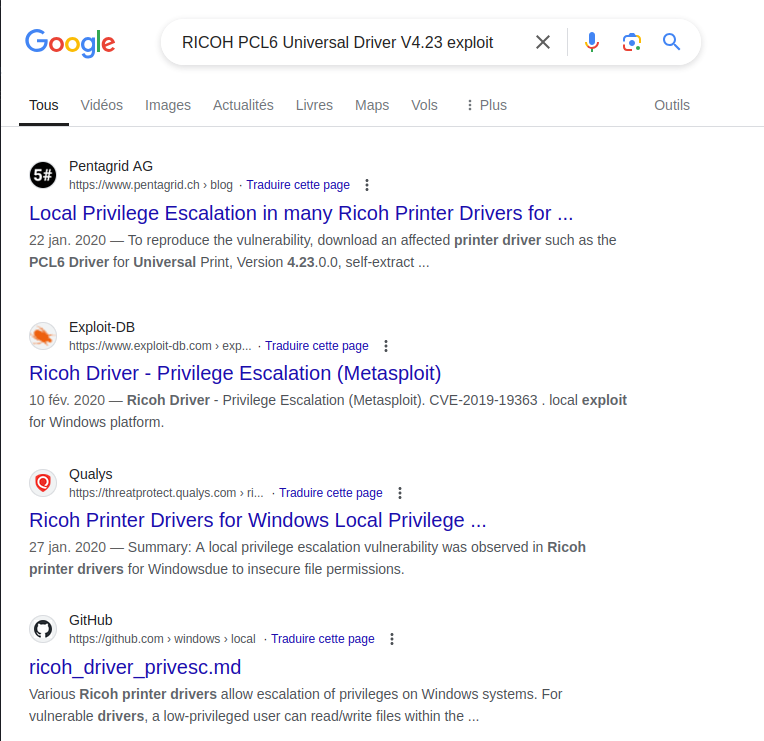 Google
RICOH PCL6 Universal Driver V4.23 exploit
Tous Vidéos Images Actualités Livres Maps Vols Plus Outils
5#
Pentagrid AG
https://www.pentagrid.ch › blog · Traduire cette page
Local Privilege Escalation in many Ricoh Printer Drivers for ...
22 jan. 2020 — To reproduce the vulnerability, download an affected printer driver such as the
PCL6 Driver for Universal Print, Version 4.23.0.0, self-extract ...
Exploit-DB
https://www.exploit-db.com › exp... · Traduire cette page
Ricoh Driver - Privilege Escalation (Metasploit)
10 fév. 2020 — Ricoh Driver - Privilege Escalation (Metasploit). CVE-2019-19363 . local exploit
for Windows platform.
Qualys
https://threatprotect.qualys.com › ri... · Traduire cette page
Ricoh Printer Drivers for Windows Local Privilege ...
27 jan. 2020 — Summary: A local privilege escalation vulnerability was observed in Ricoh
printer drivers for Windowsdue to insecure file permissions.
GitHub
https://github.com › windows › local · Traduire cette page
ricoh_driver_privesc.md
Various Ricoh printer drivers allow escalation of privileges on Windows systems. For
vulnerable drivers, a low-privileged user can read/write files within the ...